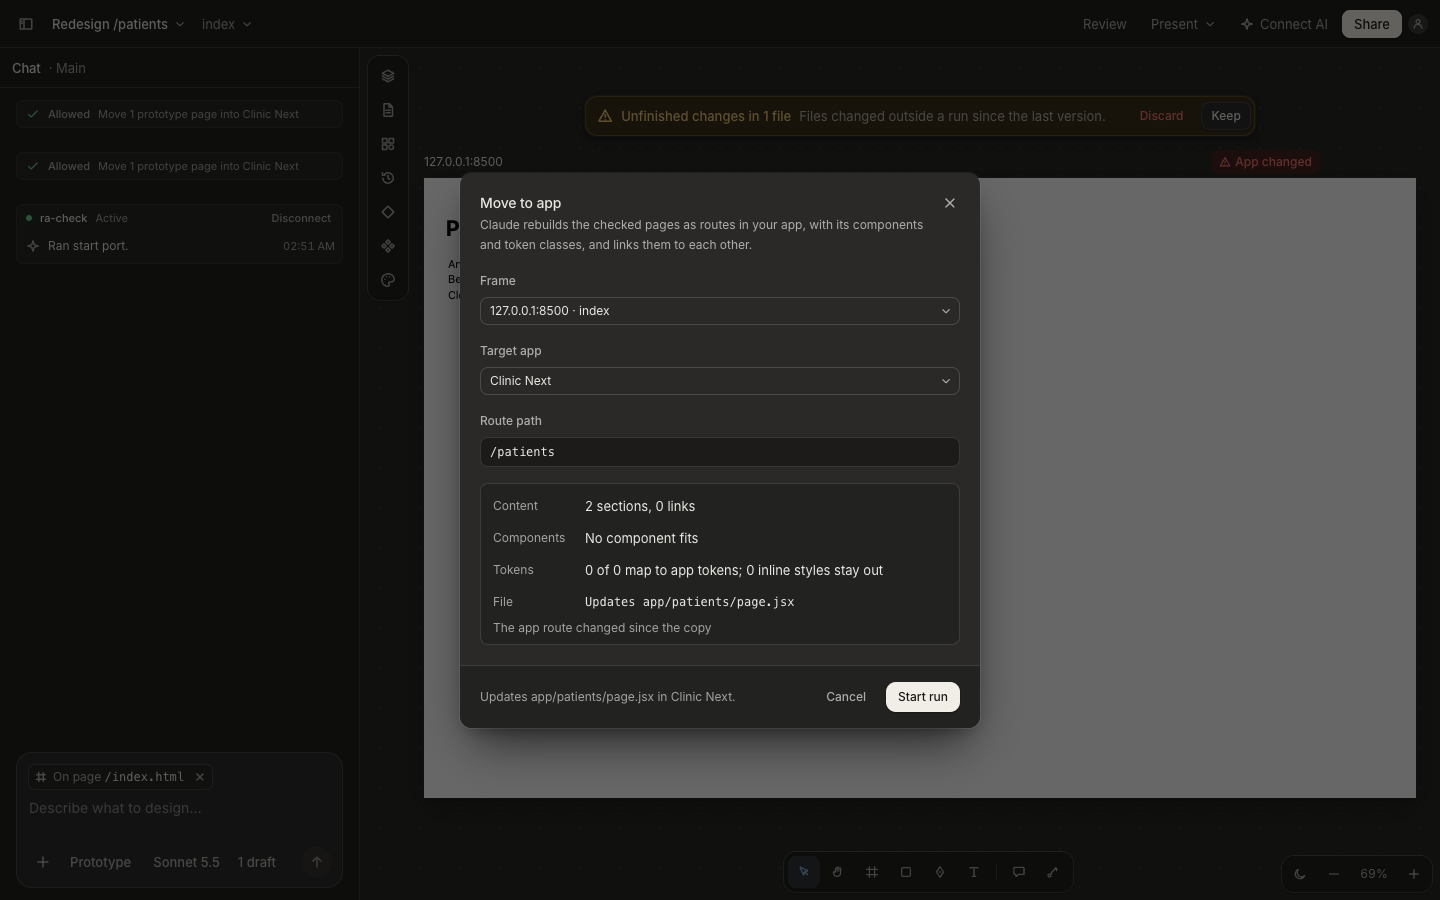 Redesign /patients
index
Review
Present
Connect AI
Share
Chat · Main
Allowed Move 1 prototype page into Clinic Next
Allowed Move 1 prototype page into Clinic Next
ra-check Active Disconnect
Ran start port. 02:51 AM
Unfinished changes in 1 file Files changed outside a run since the last version. Discard Keep
127.0.0.1:8500
App changed
Move to app
Claude rebuilds the checked pages as routes in your app, with its components
and token classes, and links them to each other.
Frame
127.0.0.1:8500 · index
Target app
Clinic Next
Route path
/patients
Content 2 sections, 0 links
Components No component fits
Tokens 0 of 0 map to app tokens; 0 inline styles stay out
File Updates app/patients/page.jsx
The app route changed since the copy
Updates app/patients/page.jsx in Clinic Next. Cancel Start run
On page /index.html
Describe what to design...
Prototype Sonnet 5.5 1 draft
69%